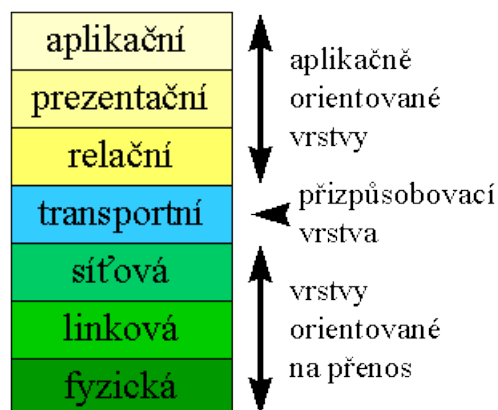 aplikační
prezentační
relační
transportní
síťová
linková
fyzická
aplikačně
orientované
vrstvy
přizpůsobovací
vrstva
vrstvy
orientované
na přenos